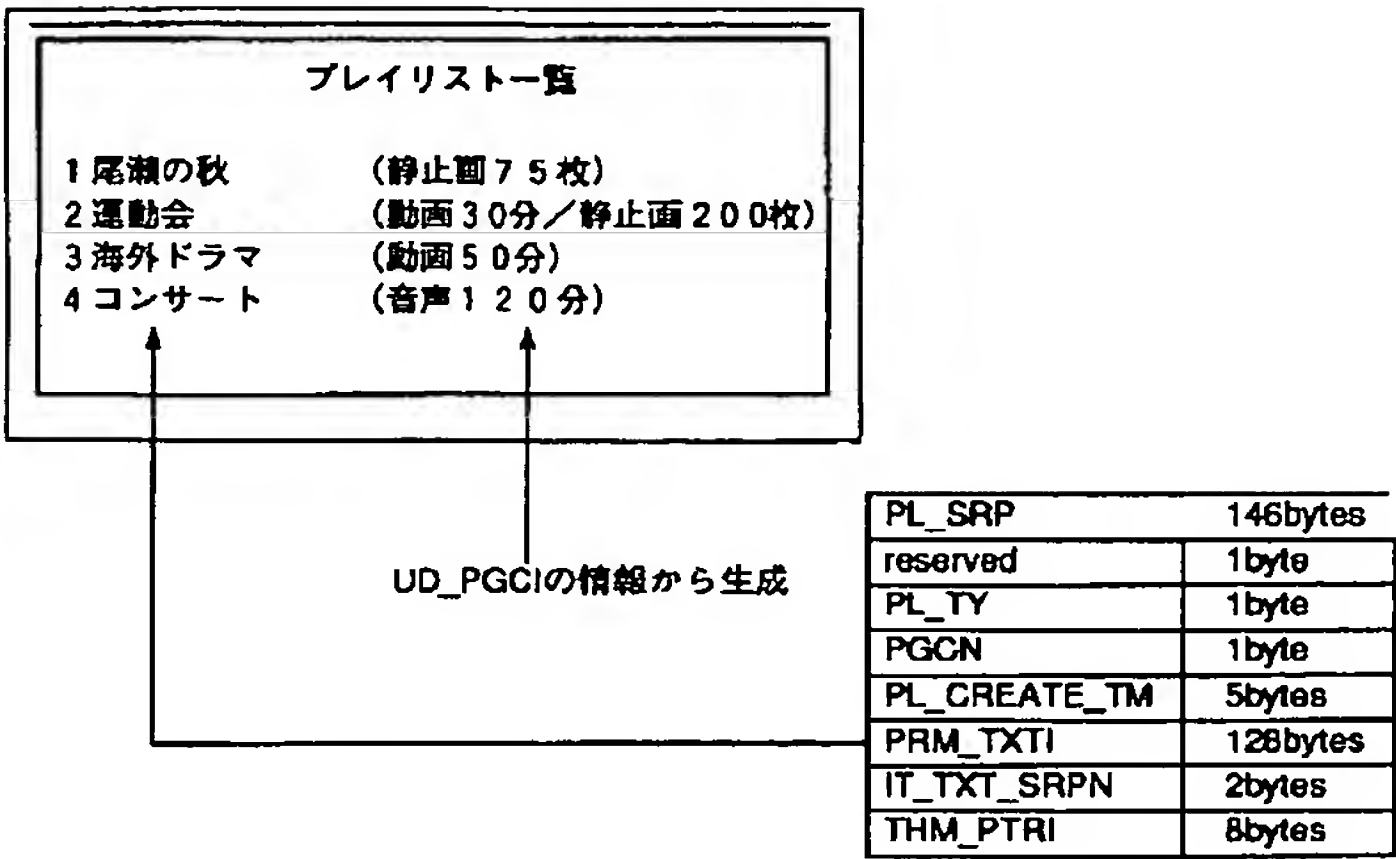 プレイリスト一覧
1 尾瀬の秋 (静止画75枚)
2 運動会 (動画30分/静止画200枚)
3 海外ドラマ (動画50分)
4 コンサート (音声120分)
UD_PGCIの情報から生成
PL_SRP 146bytes
reserved 1byte
PL_TY 1byte
PGCN 1byte
PL_CREATE_TM 5bytes
PRM_TXTI 128bytes
IT_TXT_SRPN 2bytes
THM_PTRI 8bytes